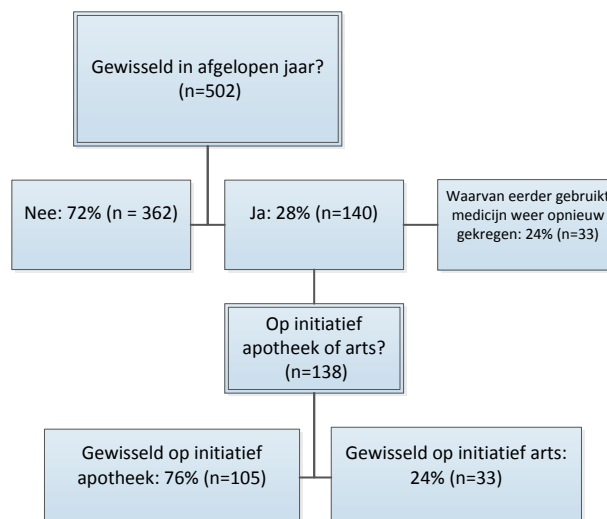 Gewisseld in afgelopen jaar?
(n=502)
Nee: 72% (n = 362)
Ja: 28% (n=140)
Waarvan eerder gebruikt
medicijn weer opnieuw
gekregen: 24% (n=33)
Op initiatief
apotheek of arts?
(n=138)
Gewisseld op initiatief
apotheek: 76% (n=105)
Gewisseld op initiatief arts:
24% (n=33)